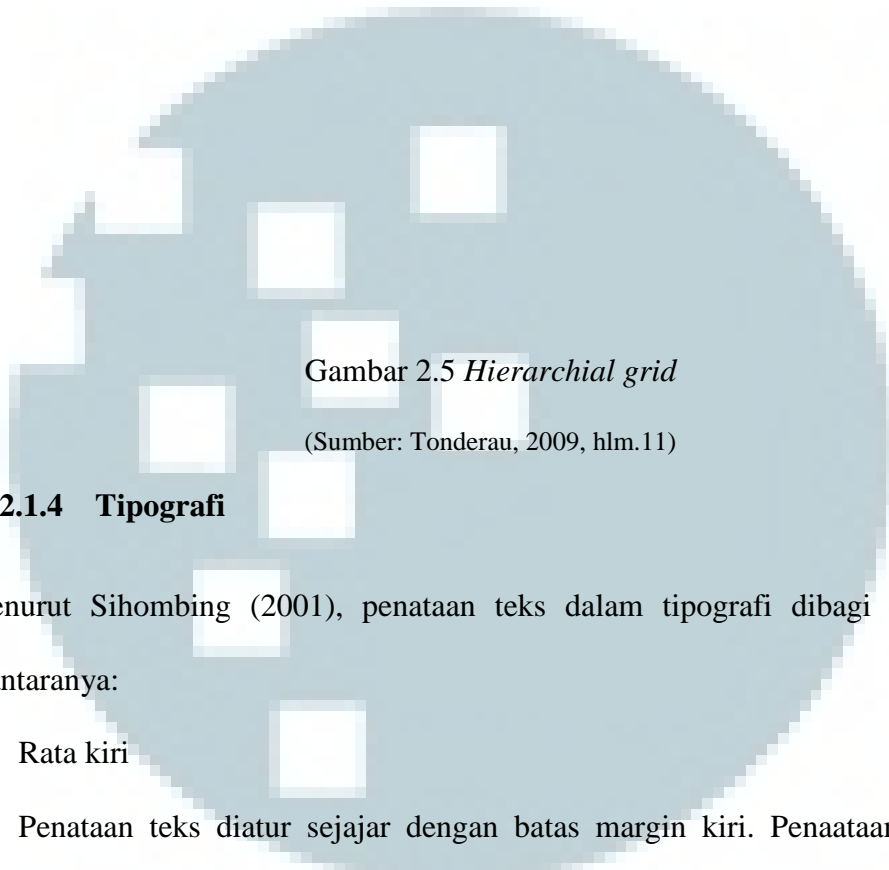 Gambar 2.5 Hierarchial grid
(Sumber: Tonderau, 2009, hlm.11)
2.1.4 Tipografi
enurut Sihombing (2001), penataan teks dalam tipografi dibagi
ntaranya:
Rata kiri
Penataan teks diatur sejajar dengan batas margin kiri. Penaataan